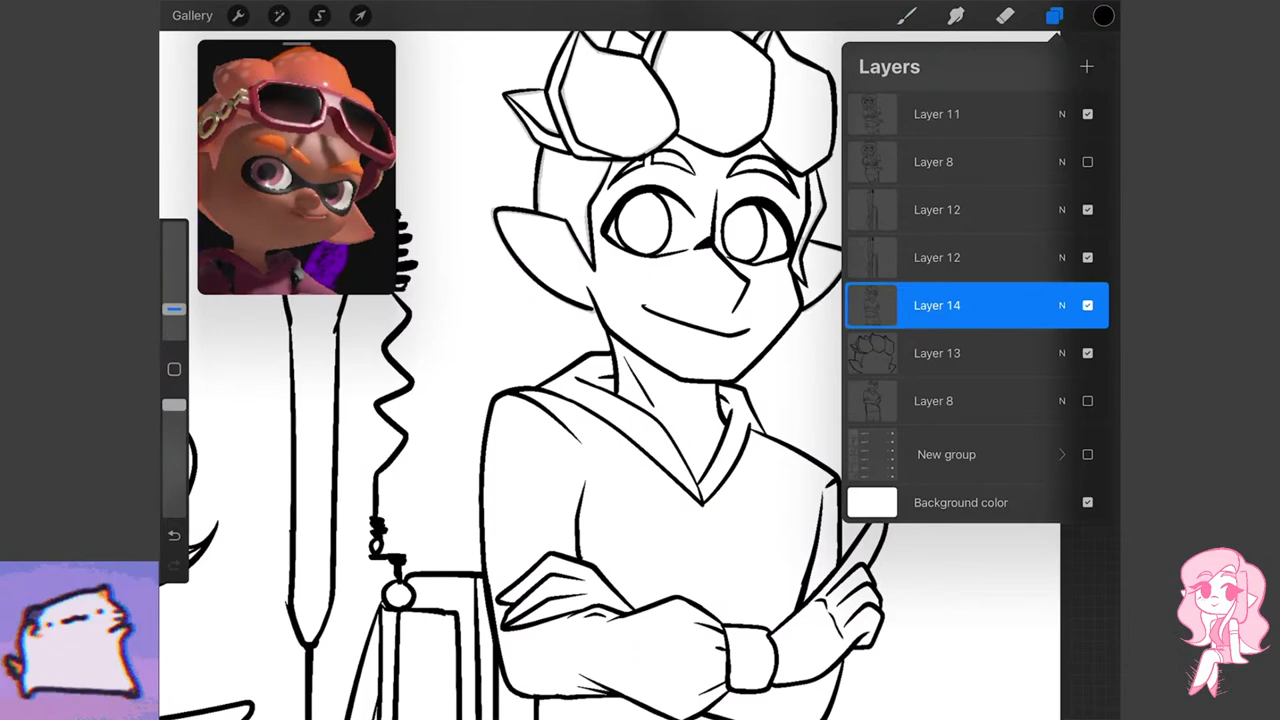 Gallery
Layers
Layer 11 N
Layer 8 N
Layer 12 N
Layer 12 N
Layer 14 N
Layer 13 N
Layer 8 N
New group
Background color